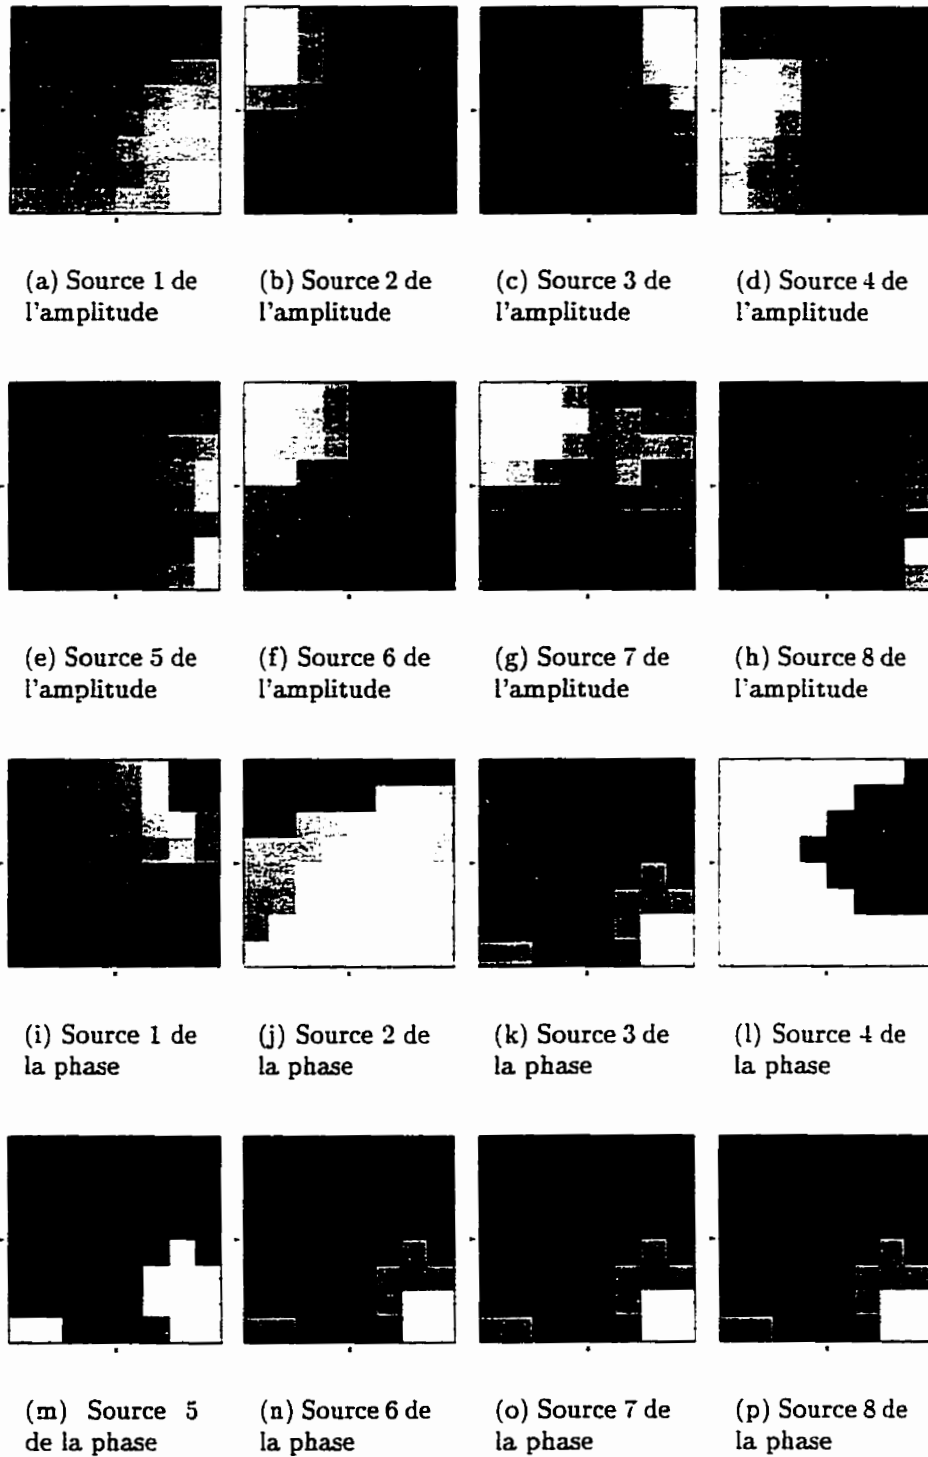 (a) Source 1 de
l'amplitude
(b) Source 2 de
l'amplitude
(c) Source 3 de
l'amplitude
(d) Source 4 de
l'amplitude
(e) Source 5 de
l'amplitude
(f) Source 6 de
l'amplitude
(g) Source 7 de
l'amplitude
(h) Source 8 de
l'amplitude
(i) Source 1 de
la phase
(j) Source 2 de
la phase
(k) Source 3 de
la phase
(l) Source 4 de
la phase
(m) Source 5
de la phase
(n) Source 6 de
la phase
(o) Source 7 de
la phase
(p) Source 8 de
la phase